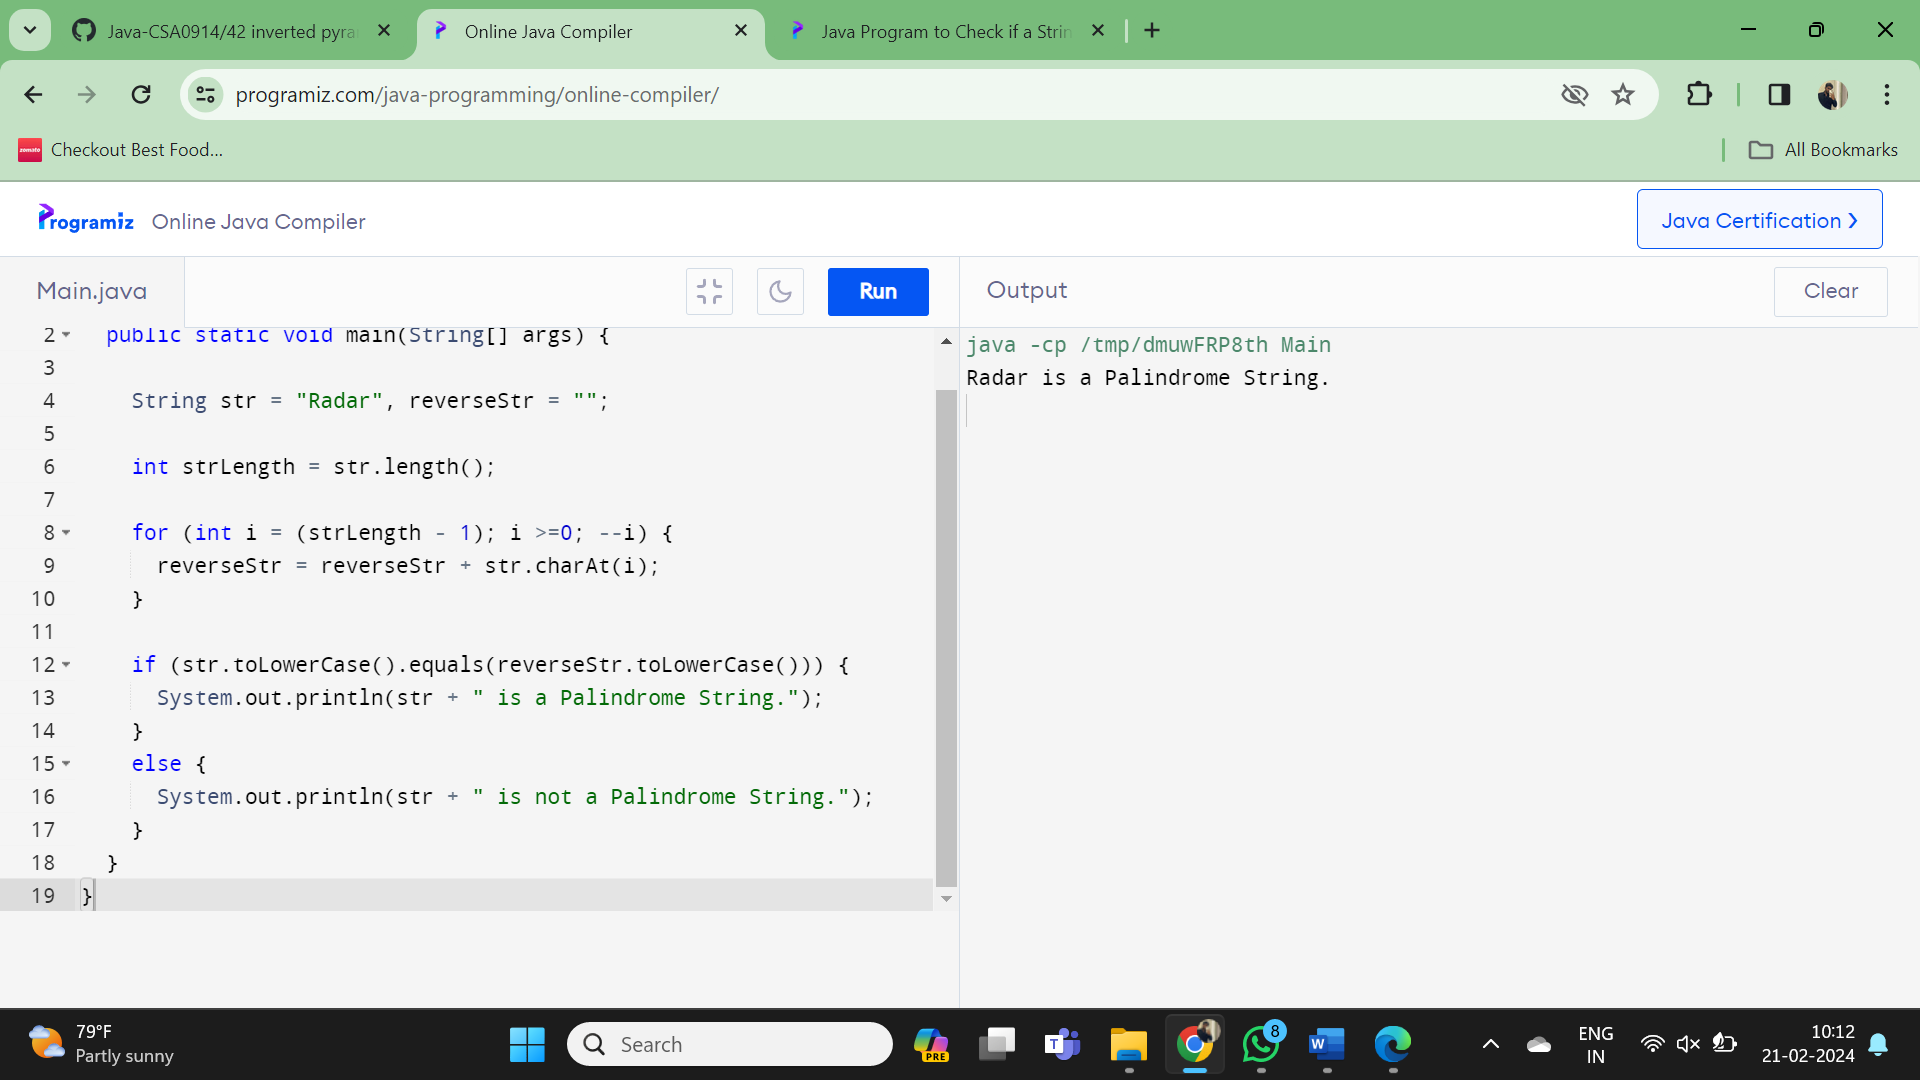 Java-CSA0914/42 inverted pyra
Online Java Compiler
Java Program to Check if a Strin
programiz.com/java-programming/online-compiler/
zomato
Checkout Best Food...
All Bookmarks
Programiz
Online Java Compiler
Java Certification ›
Main.java
Run
Output
Clear
2 public static void main(String[] args) {
3
4 String str = "Radar", reverseStr = "";
5
6 int strLength = str.length();
7
8 for (int i = (strLength - 1); i >=0; --i) {
9 reverseStr = reverseStr + str.charAt(i);
10 }
11
12 if (str.toLowerCase().equals(reverseStr.toLowerCase())) {
13 System.out.println(str + " is a Palindrome String.");
14 }
15 else {
16 System.out.println(str + " is not a Palindrome String.");
17 }
18 }
19 }
java -cp /tmp/dmuwFRP8th Main
Radar is a Palindrome String.
79°F
Partly sunny
Search
PRE
T
8
W
ENG
IN
10:12
21-02-2024